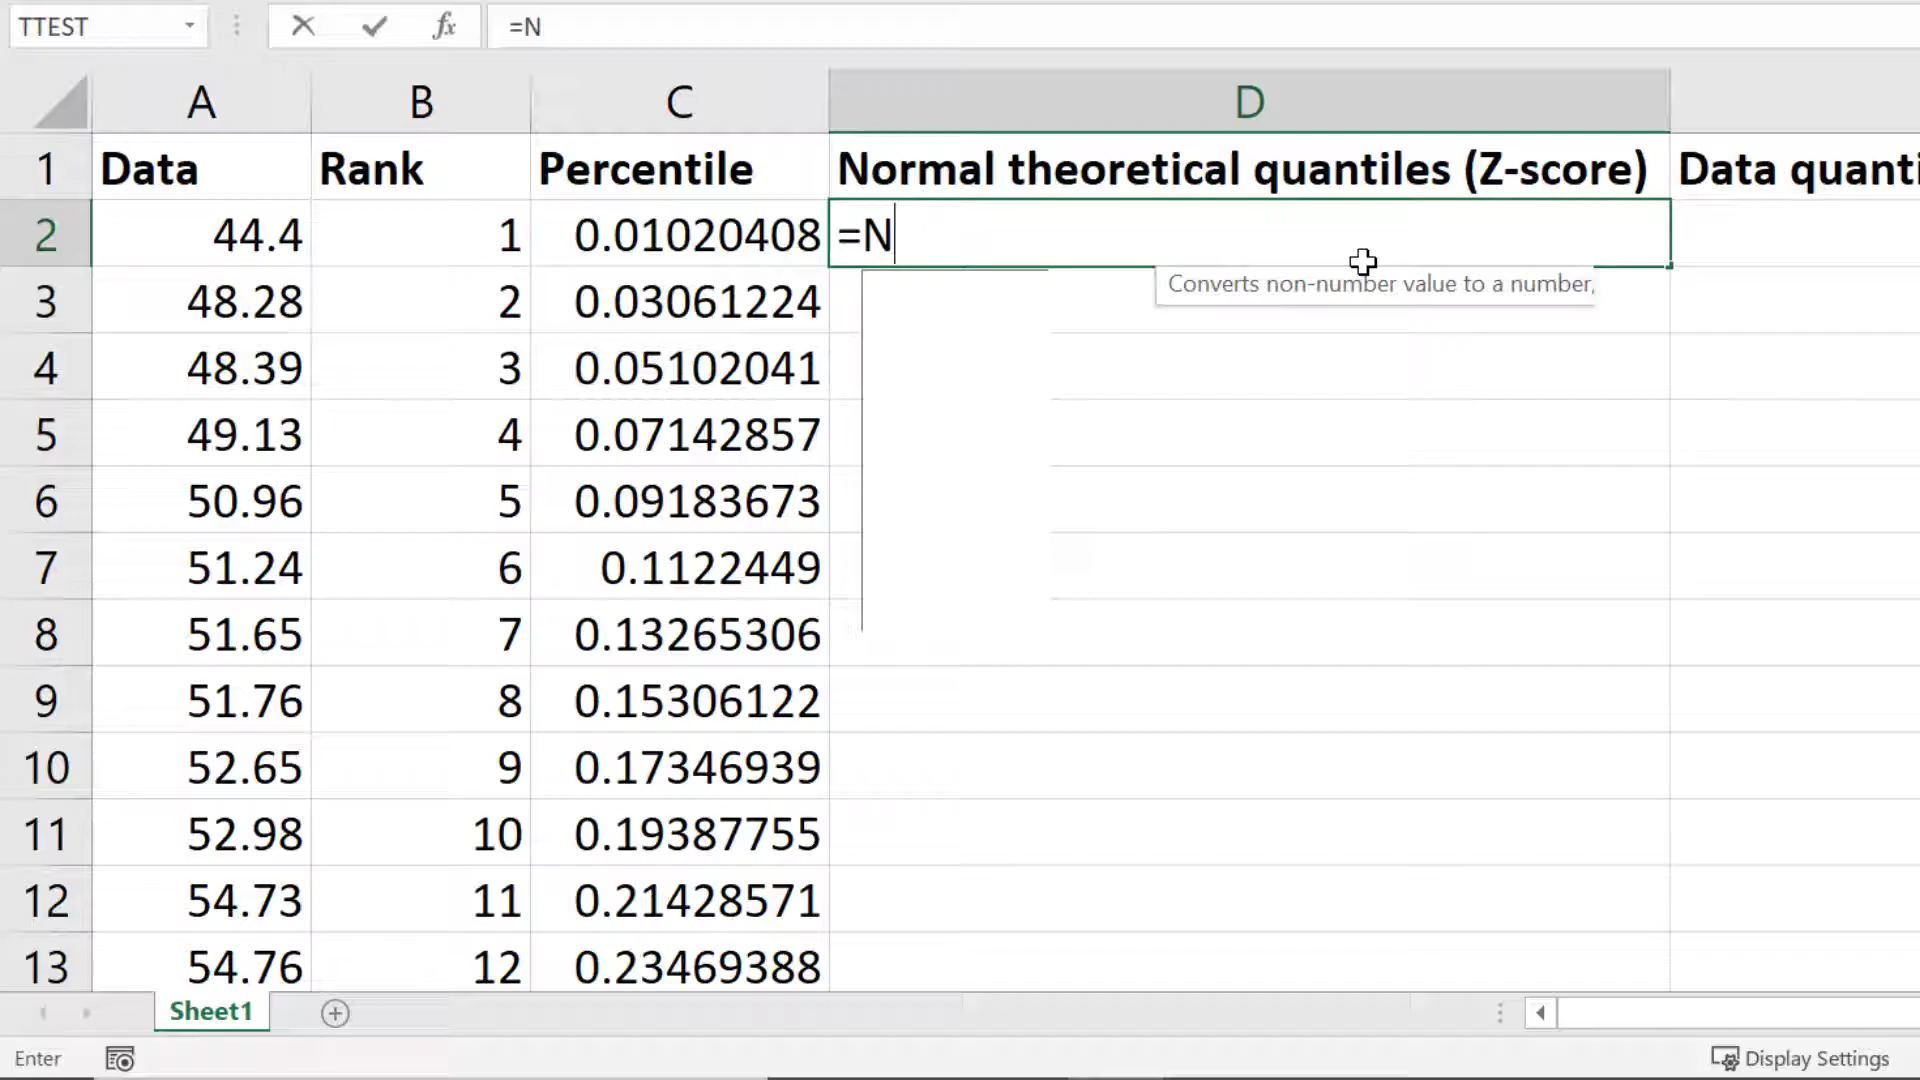 TTEST fx =N
A B C D
1 Data Rank Percentile Normal theoretical quantiles (Z-score) Data quanti
2 44.4 1 0.01020408 =N
Converts non-number value to a number,
3 48.28 2 0.03061224
4 48.39 3 0.05102041
5 49.13 4 0.07142857
6 50.96 5 0.09183673
7 51.24 6 0.1122449
8 51.65 7 0.13265306
9 51.76 8 0.15306122
10 52.65 9 0.17346939
11 52.98 10 0.19387755
12 54.73 11 0.21428571
13 54.76 12 0.23469388
Sheet1
Enter Display Settings